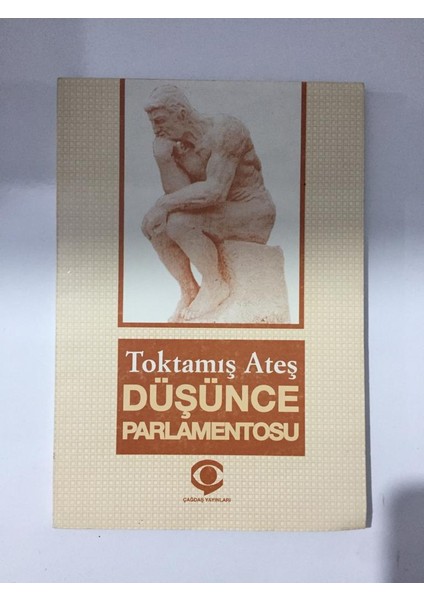 Toktamış Ateş
DÜŞÜNCE
PARLAMENTOSU
ÇAĞDAŞ YAYINLARI